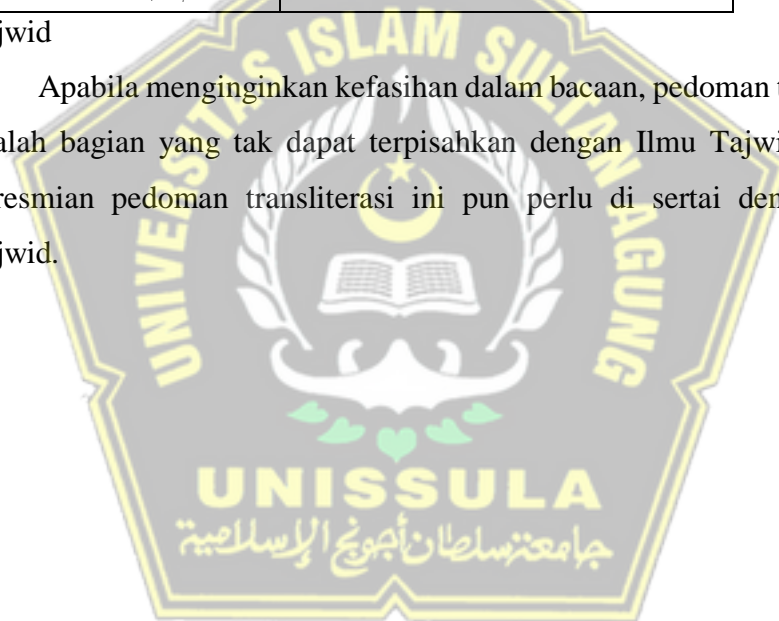 jwid
Apabila menginginkan kefasihan dalam bacaan, pedoman t
alah bagian yang tak dapat terpisahkan dengan Ilmu Tajwi
resmian pedoman transliterasi ini pun perlu di sertai den
jwid.
UNIVERSITAS ISLAM SULTAN AGUNG
UNISSULA
جامعة سلطان أجونج الإسلامية